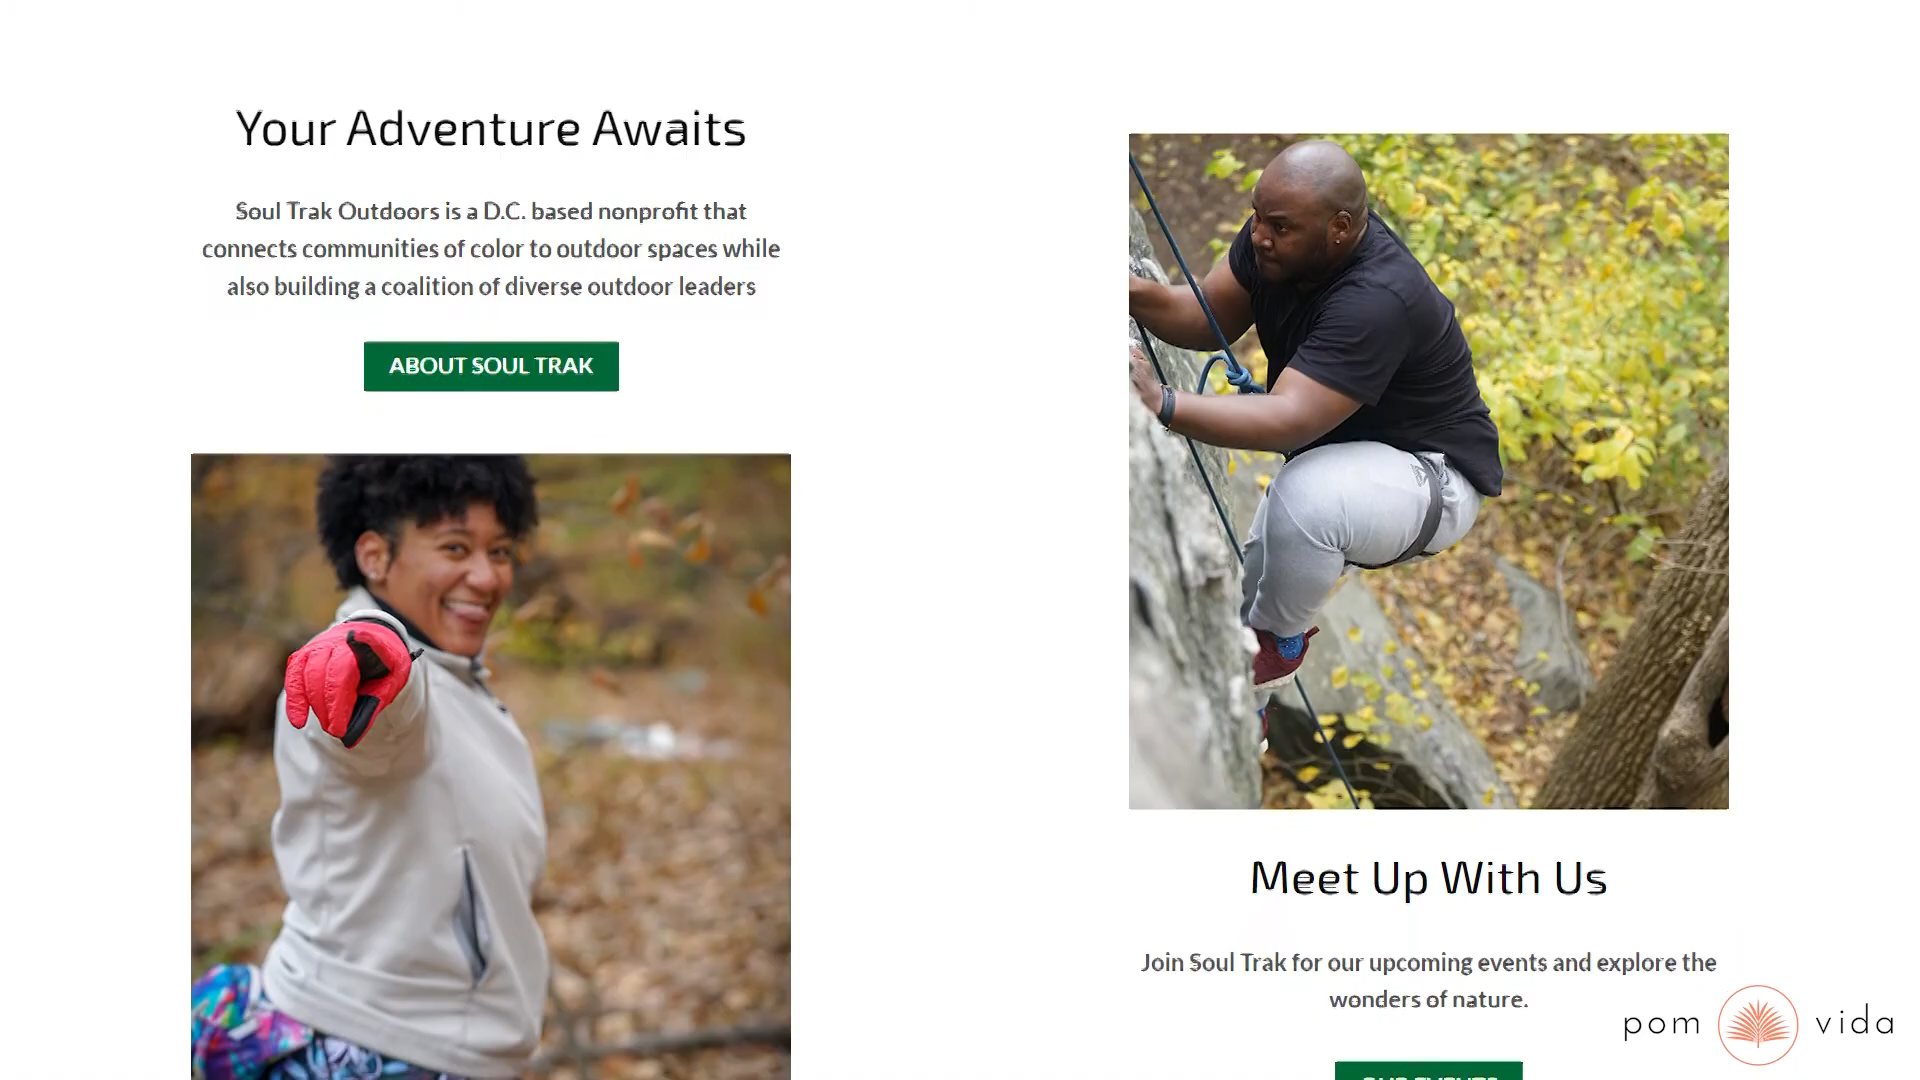 Your Adventure Awaits
Soul Trak Outdoors is a D.C. based nonprofit that
connects communities of color to outdoor spaces while
also building a coalition of diverse outdoor leaders
ABOUT SOUL TRAK
Meet Up With Us
Join Soul Trak for our upcoming events and explore the
wonders of nature.
OUR EVENTS
pom vida